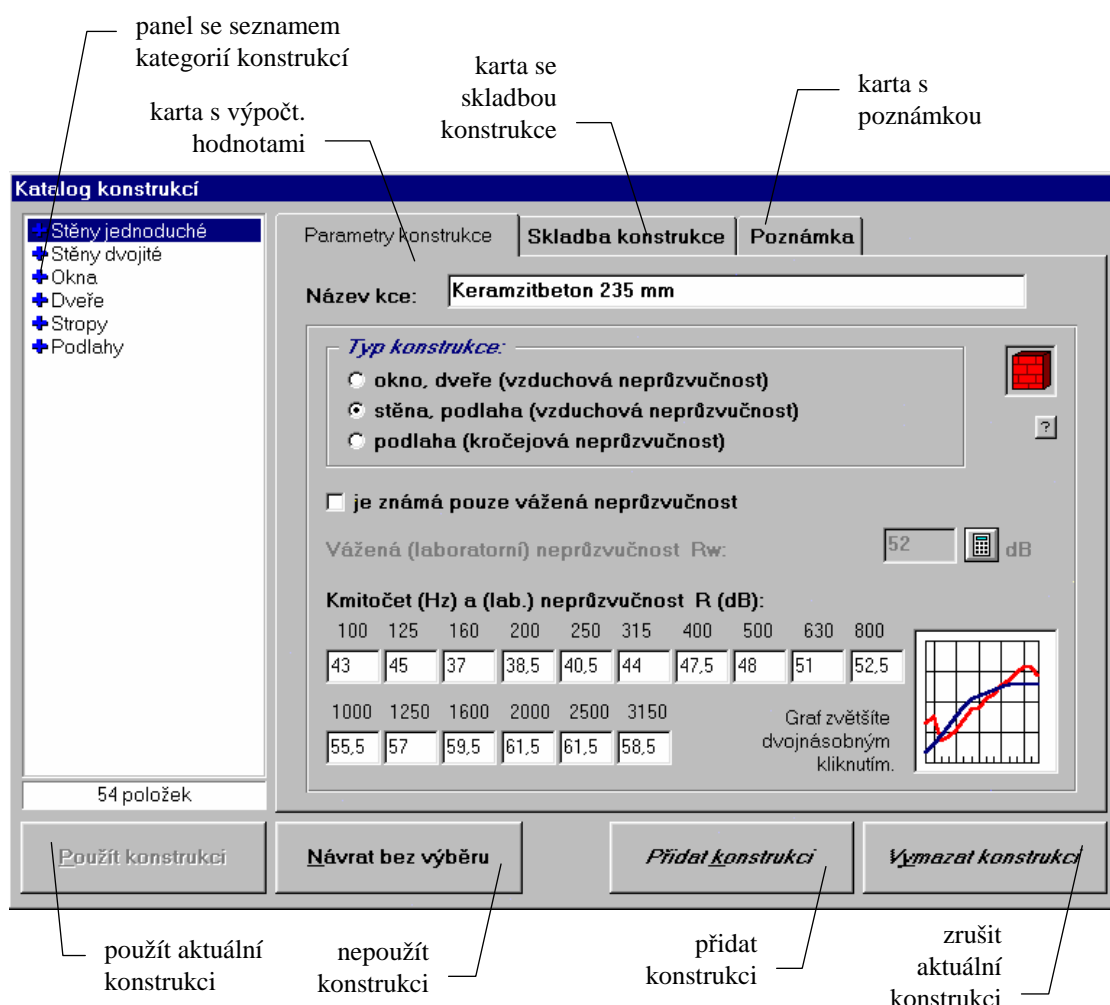 panel se seznamem
kategorií konstrukcí
karta s výpočt.
hodnotami
karta se
skladbou
konstrukce
karta s
poznámkou
Katalog konstrukcí
Stěny jednoduché
Stěny dvojité
Okna
Dveře
Stropy
Podlahy
54 položek
Parametry konstrukce
Skladba konstrukce
Poznámka
Název kce:
Keramzitbeton 235 mm
Typ konstrukce:
okno, dveře (vzduchová neprůzvučnost)
stěna, podlaha (vzduchová neprůzvučnost)
podlaha (kročejová neprůzvučnost)
?
je známá pouze vážená neprůzvučnost
Vážená (laboratorní) neprůzvučnost Rw:
52
dB
Kmitočet (Hz) a (lab.) neprůzvučnost R (dB):
100 125 160 200 250 315 400 500 630 800
43 45 37 38,5 40,5 44 47,5 48 51 52,5
1000 1250 1600 2000 2500 3150
55,5 57 59,5 61,5 61,5 58,5
Graf zvětšíte
dvojnásobným
kliknutím.
Použít konstrukci
Návrat bez výběru
Přidat konstrukci
Vymazat konstrukci
použít aktuální
konstrukci
nepoužít
konstrukci
přidat
konstrukci
zrušit
aktuální
konstrukci